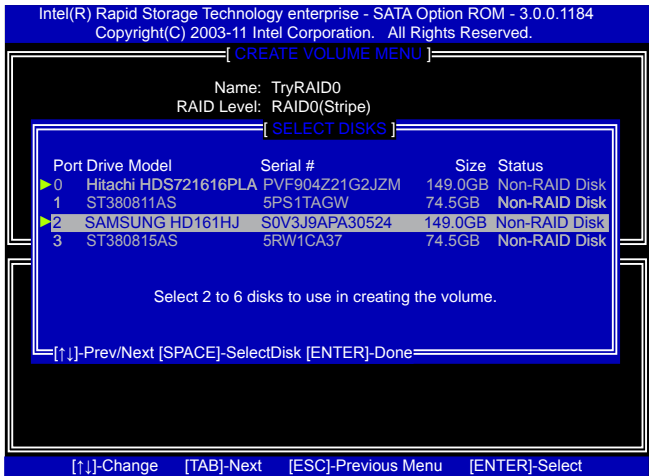 Intel(R) Rapid Storage Technology enterprise - SATA Option ROM - 3.0.0.1184
Copyright(C) 2003-11 Intel Corporation. All Rights Reserved.
[ CREATE VOLUME MENU ]
Name: TryRAID0
RAID Level: RAID0(Stripe)
[ SELECT DISKS ]
Port Drive Model Serial # Size Status
0 Hitachi HDS721616PLA PVF904Z21G2JZM 149.0GB Non-RAID Disk
1 ST380811AS 5PS1TAGW 74.5GB Non-RAID Disk
2 SAMSUNG HD161HJ S0V3J9APA30524 149.0GB Non-RAID Disk
3 ST380815AS 5RW1CA37 74.5GB Non-RAID Disk
Select 2 to 6 disks to use in creating the volume.
[↑↓]-Prev/Next [SPACE]-SelectDisk [ENTER]-Done
[↑↓]-Change [TAB]-Next [ESC]-Previous Menu [ENTER]-Select